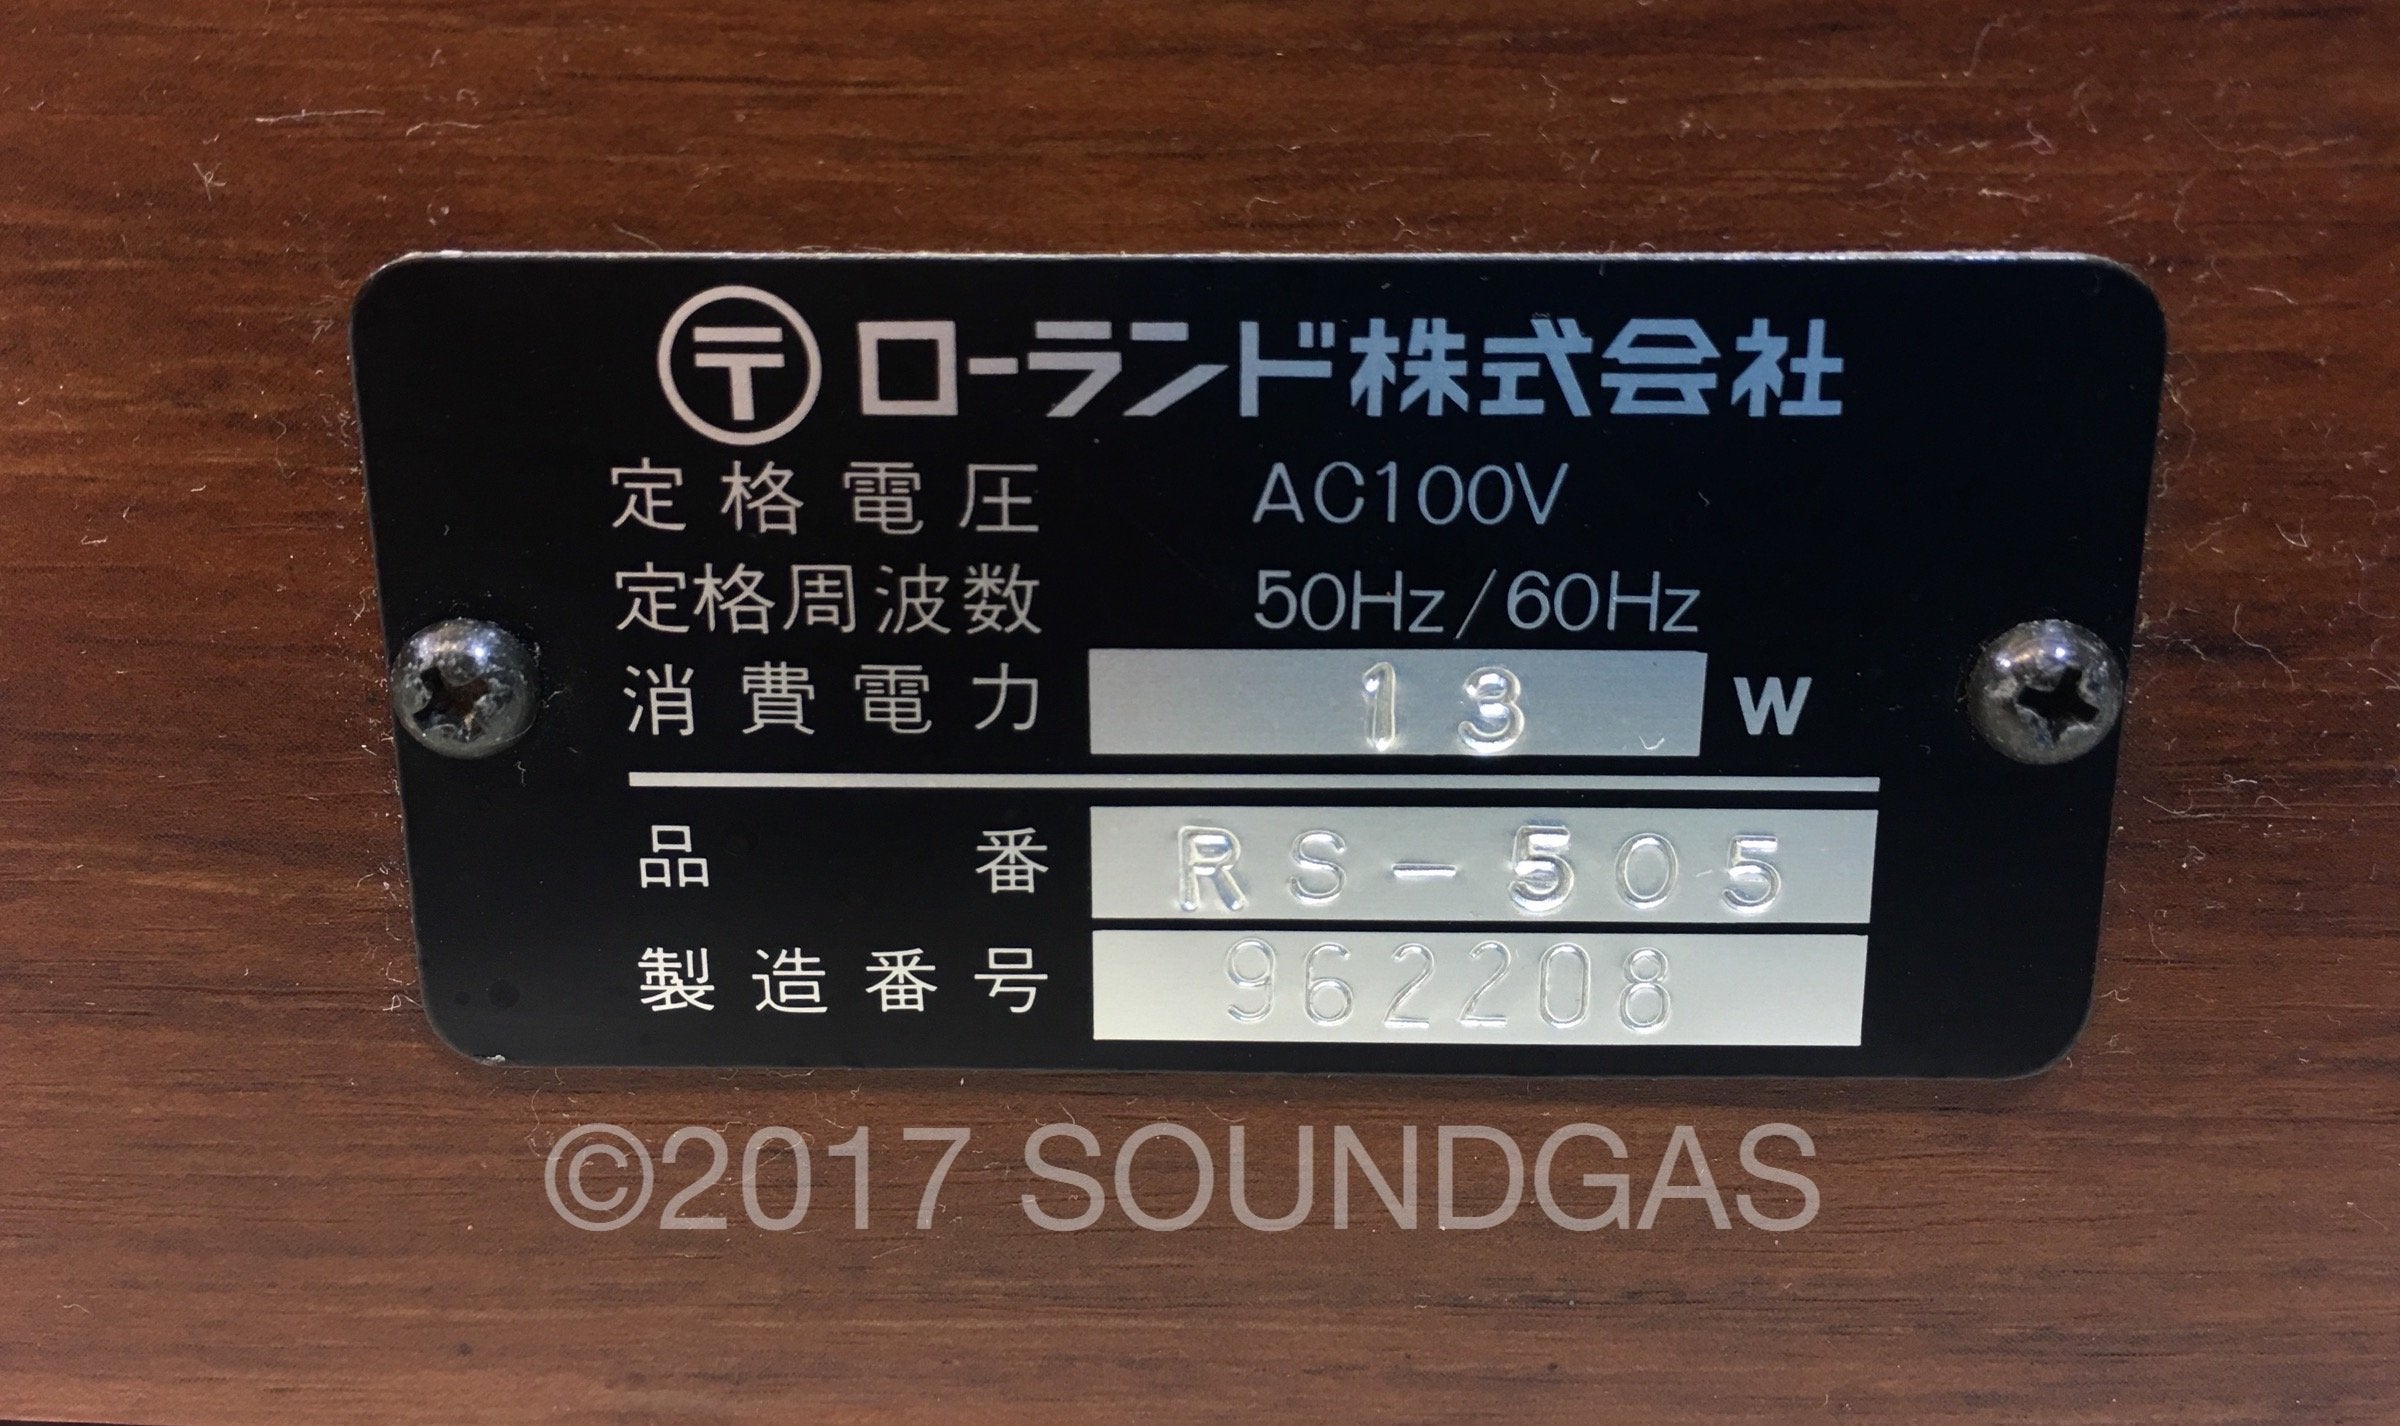 〒 ローランド株式会社
定格電圧 AC100V
定格周波数 50Hz/60Hz
消費電力 13 W
品番 RS-505
製造番号 962208
©2017 SOUNDGAS